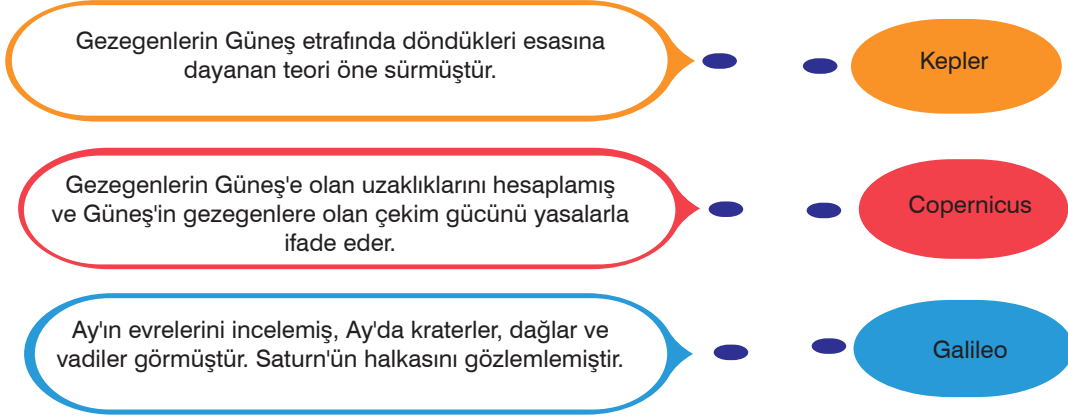 Gezegenlerin Güneş etrafında döndükleri esasına
dayanan teori öne sürmüştür.
Kepler
Gezegenlerin Güneş'e olan uzaklıklarını hesaplamış
ve Güneş'in gezegenlere olan çekim gücünü yasalarla
ifade eder.
Copernicus
Ay'ın evrelerini incelemiş, Ay'da kraterler, dağlar ve
vadiler görmüştür. Saturn'ün halkasını gözlemlemiştir.
Galileo